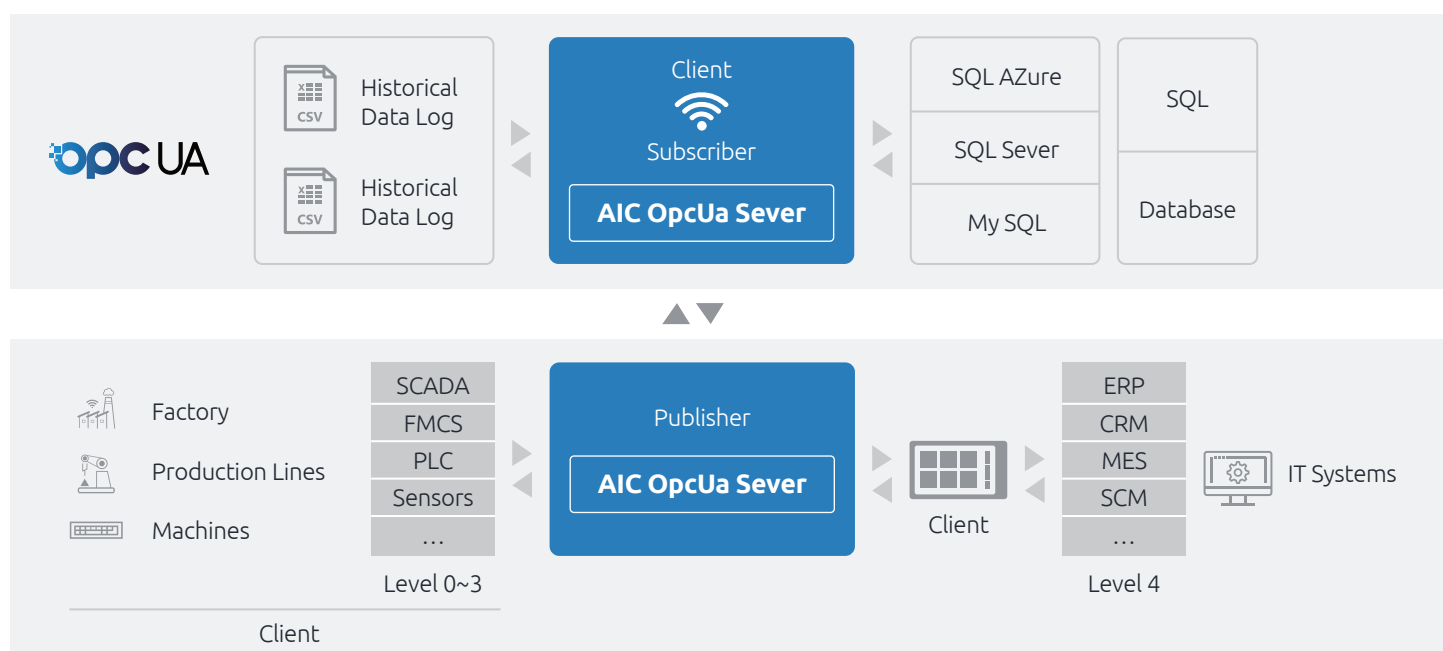 opc UA
X
CSV
Historical
Data Log
X
CSV
Historical
Data Log
Client
Subscriber
AIC OpcUa Sever
SQL AZure
SQL Sever
My SQL
SQL
Database
Factory
Production Lines
Machines
SCADA
FMCS
PLC
Sensors
...
Level 0~3
Client
Publisher
AIC OpcUa Sever
Client
ERP
CRM
MES
SCM
...
Level 4
IT Systems